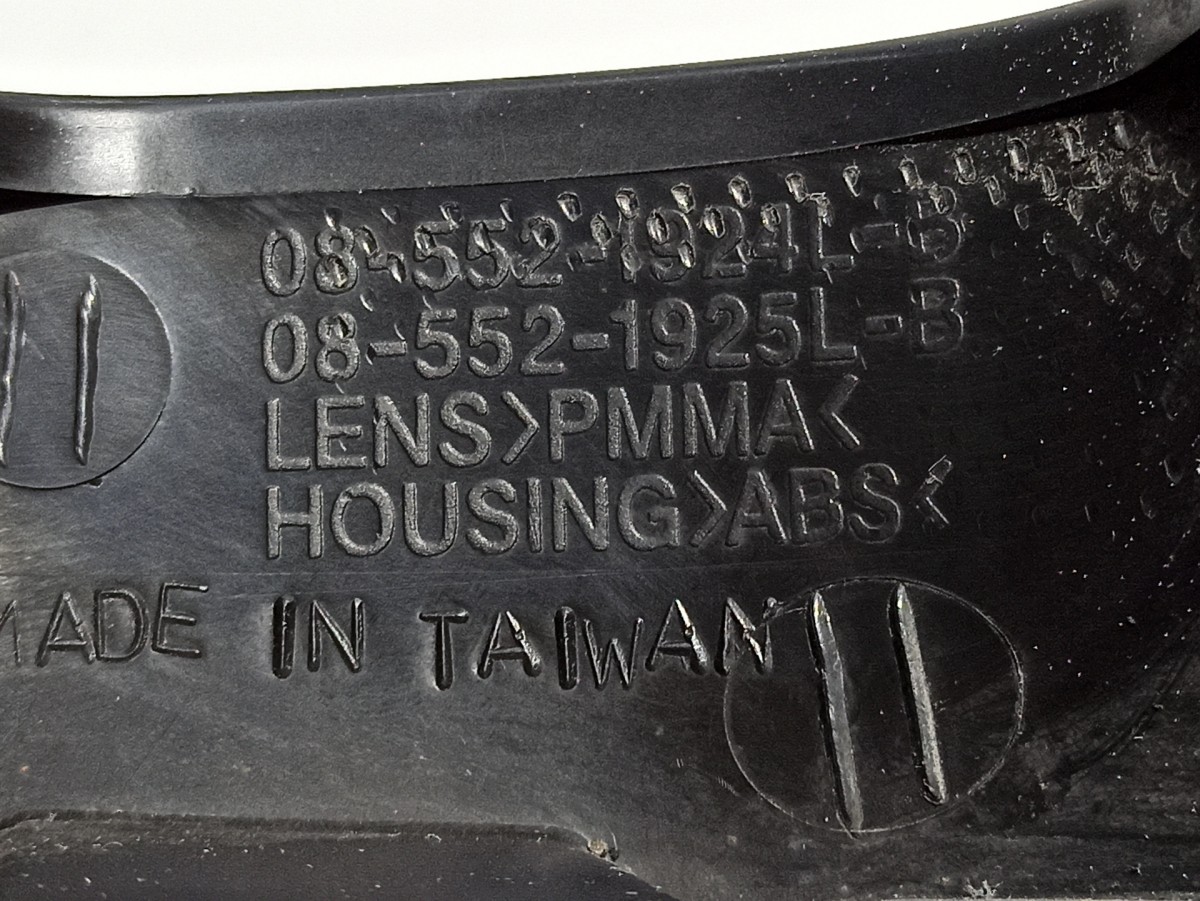 08-552-1924L-B
08-552-1925L-B
LENS>PMMA<
HOUSING>ABS<
MADE IN TAIWAN